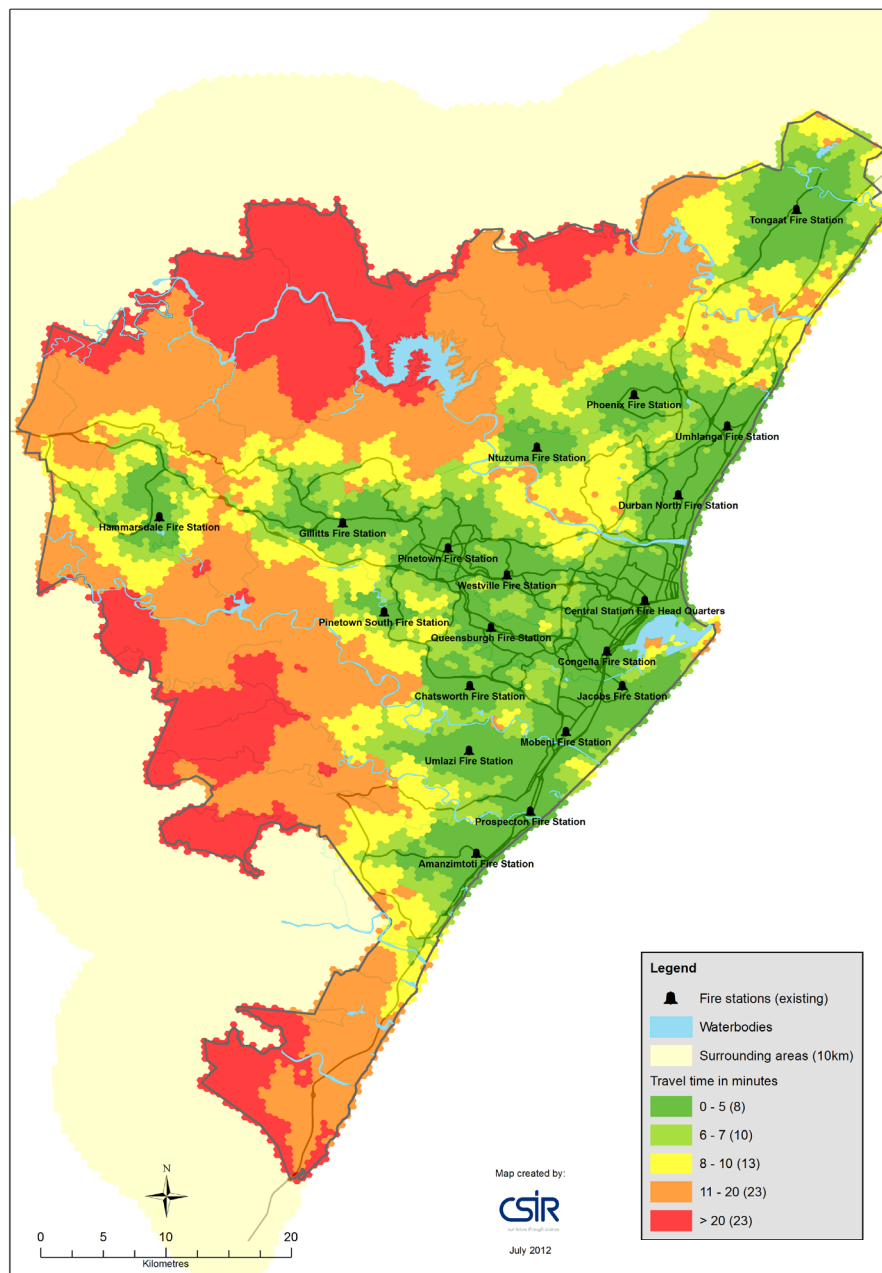 Tongaat Fire Station
Phoenix Fire Station
Umhlanga Fire Station
Ntuzuma Fire Station
Durban North Fire Station
Hammarsdale Fire Station
Gillitts Fire Station
Pinetown Fire Station
Westville Fire Station
Central Station Fire Head Quarters
Pinetown South Fire Station
Queensburgh Fire Station
Congella Fire Station
Chatsworth Fire Station
Jacobs Fire Station
Mobeni Fire Station
Umlazi Fire Station
Prospecton Fire Station
Amanzimtoti Fire Station
Legend
Fire stations (existing)
Waterbodies
Surrounding areas (10km)
Travel time in minutes
0 - 5 (8)
6 - 7 (10)
8 - 10 (13)
11 - 20 (23)
> 20 (23)
N
0 5 10 20
Kilometres
Map created by:
CSIR
our future through science
July 2012